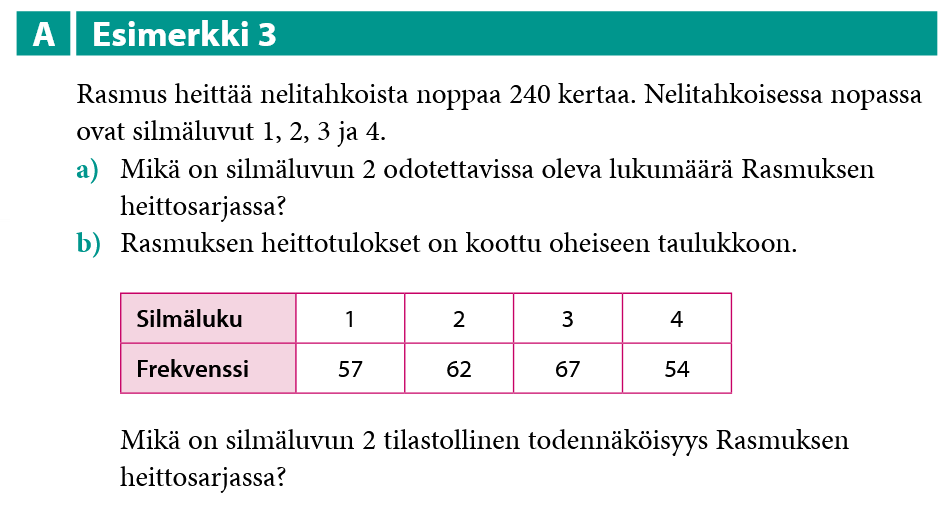 A Esimerkki 3
Rasmus heittää nelitahkoista noppaa 240 kertaa. Nelitahkoisessa nopassa
ovat silmäluvut 1, 2, 3 ja 4.
a) Mikä on silmäluvun 2 odotettavissa oleva lukumäärä Rasmuksen
heittosarjassa?
b) Rasmuksen heittotulokset on koottu oheiseen taulukkoon.
Silmäluku 1 2 3 4
Frekvenssi 57 62 67 54
Mikä on silmäluvun 2 tilastollinen todennäköisyys Rasmuksen
heittosarjassa?